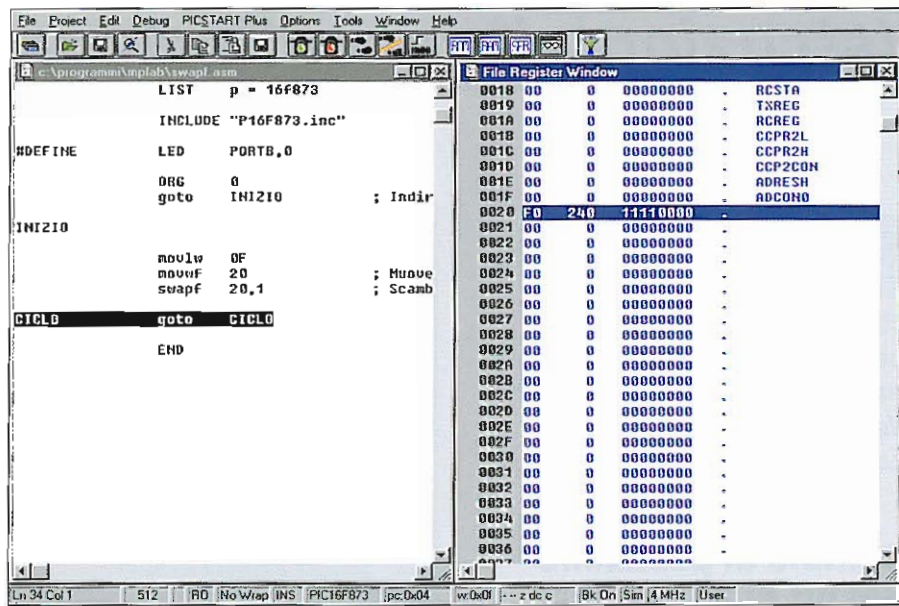 File Project Edit Debug PICSTART Plus Options Tools Window Help
c:\programmi\mplab\swapf.asm
LIST p = 16f873
INCLUDE "P16F873.inc"
#DEFINE LED PORTB,0
ORG 0
goto INIZIO ; Indir
INIZIO
movlw 0F
movwf 20 ; Muove
swapf 20,1 ; Scamb
CICLO goto CICLO
END
File Register Window
0018 00 0 00000000 . RCSTA
0019 00 0 00000000 . TXREG
001A 00 0 00000000 . RCREG
001B 00 0 00000000 . CCPR2L
001C 00 0 00000000 . CCPR2H
001D 00 0 00000000 . CCP2CON
001E 00 0 00000000 . ADRESH
001F 00 0 00000000 . ADCON0
0020 F0 240 11110000 .
0021 00 0 00000000 .
0022 00 0 00000000 .
0023 00 0 00000000 .
0024 00 0 00000000 .
0025 00 0 00000000 .
0026 00 0 00000000 .
0027 00 0 00000000 .
0028 00 0 00000000 .
0029 00 0 00000000 .
002A 00 0 00000000 .
002B 00 0 00000000 .
002C 00 0 00000000 .
002D 00 0 00000000 .
002E 00 0 00000000 .
002F 00 0 00000000 .
0030 00 0 00000000 .
0031 00 0 00000000 .
0032 00 0 00000000 .
0033 00 0 00000000 .
0034 00 0 00000000 .
0035 00 0 00000000 .
0036 00 0 00000000 .
Ln 34 Col 1 512 RO No Wrap INS PIC16F873 pc:0x04 w:0x0f -- z dc c Bk On Sim 4 MHz User